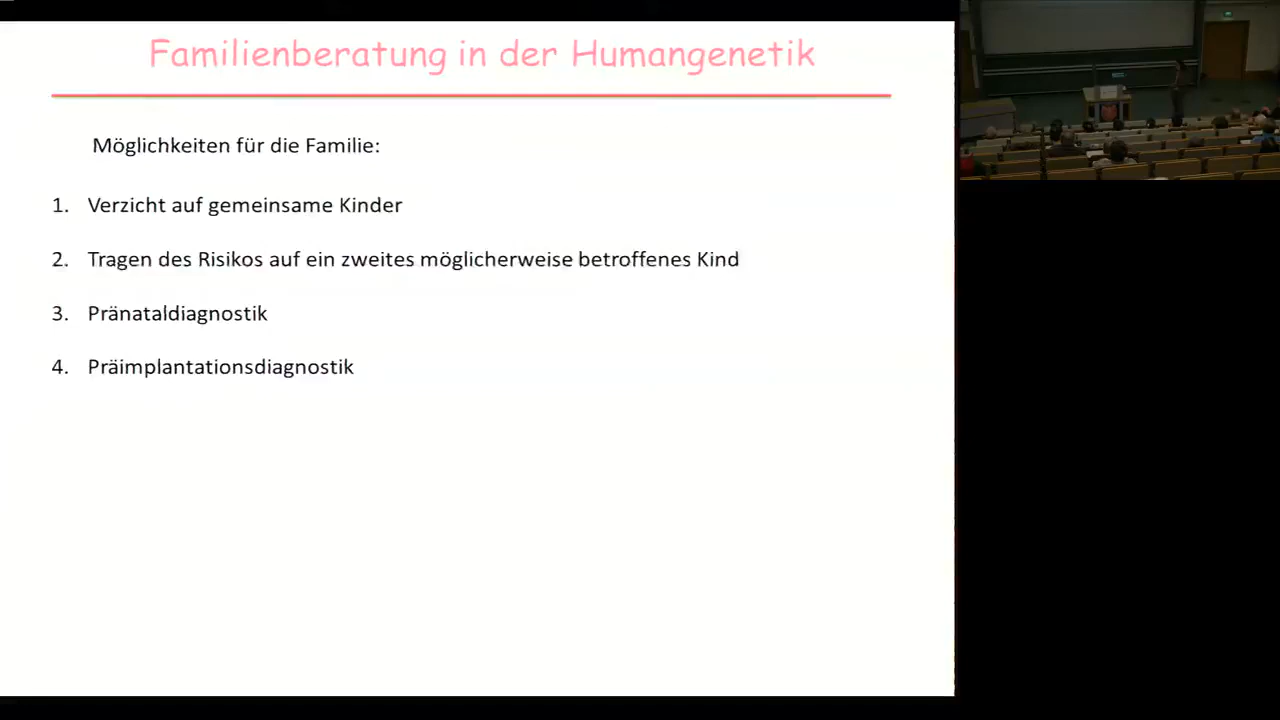 Familienberatung in der Humangenetik
Möglichkeiten für die Familie:
1. Verzicht auf gemeinsame Kinder
2. Tragen des Risikos auf ein zweites möglicherweise betroffenes Kind
3. Pränataldiagnostik
4. Präimplantationsdiagnostik